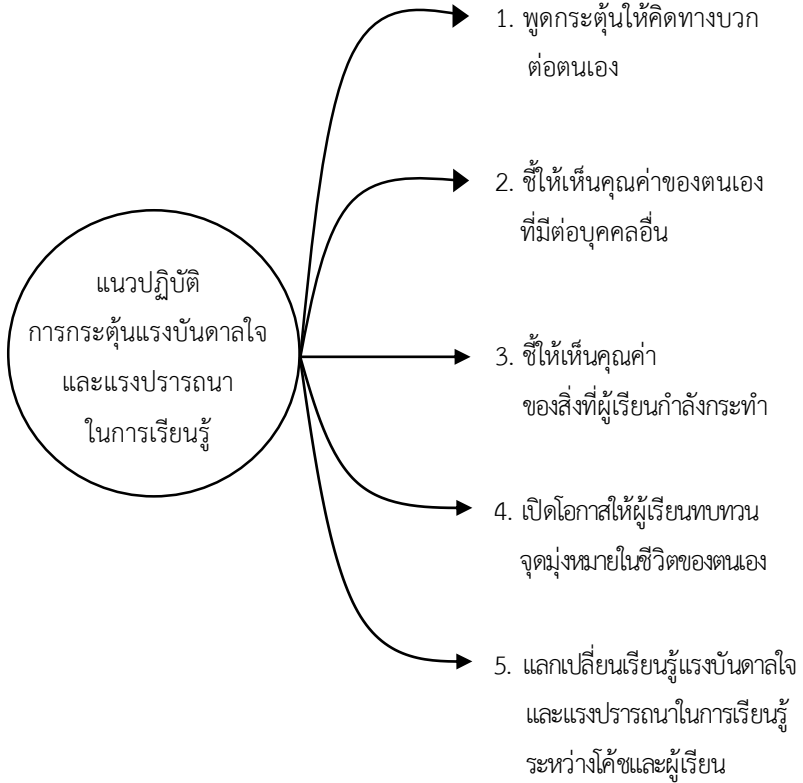 แนวปฏิบัติ
การกระตุ้นแรงบันดาลใจ
และแรงปรารถนา
ในการเรียนรู้
1. พูดกระตุ้นให้คิดทางบวก
ต่อตนเอง
2. ชี้ให้เห็นคุณค่าของตนเอง
ที่มีต่อบุคคลอื่น
3. ชี้ให้เห็นคุณค่า
ของสิ่งที่ผู้เรียนกำลังกระทำ
4. เปิดโอกาสให้ผู้เรียนทบทวน
จุดมุ่งหมายในชีวิตของตนเอง
5. แลกเปลี่ยนเรียนรู้แรงบันดาลใจ
และแรงปรารถนาในการเรียนรู้
ระหว่างโค้ชและผู้เรียน